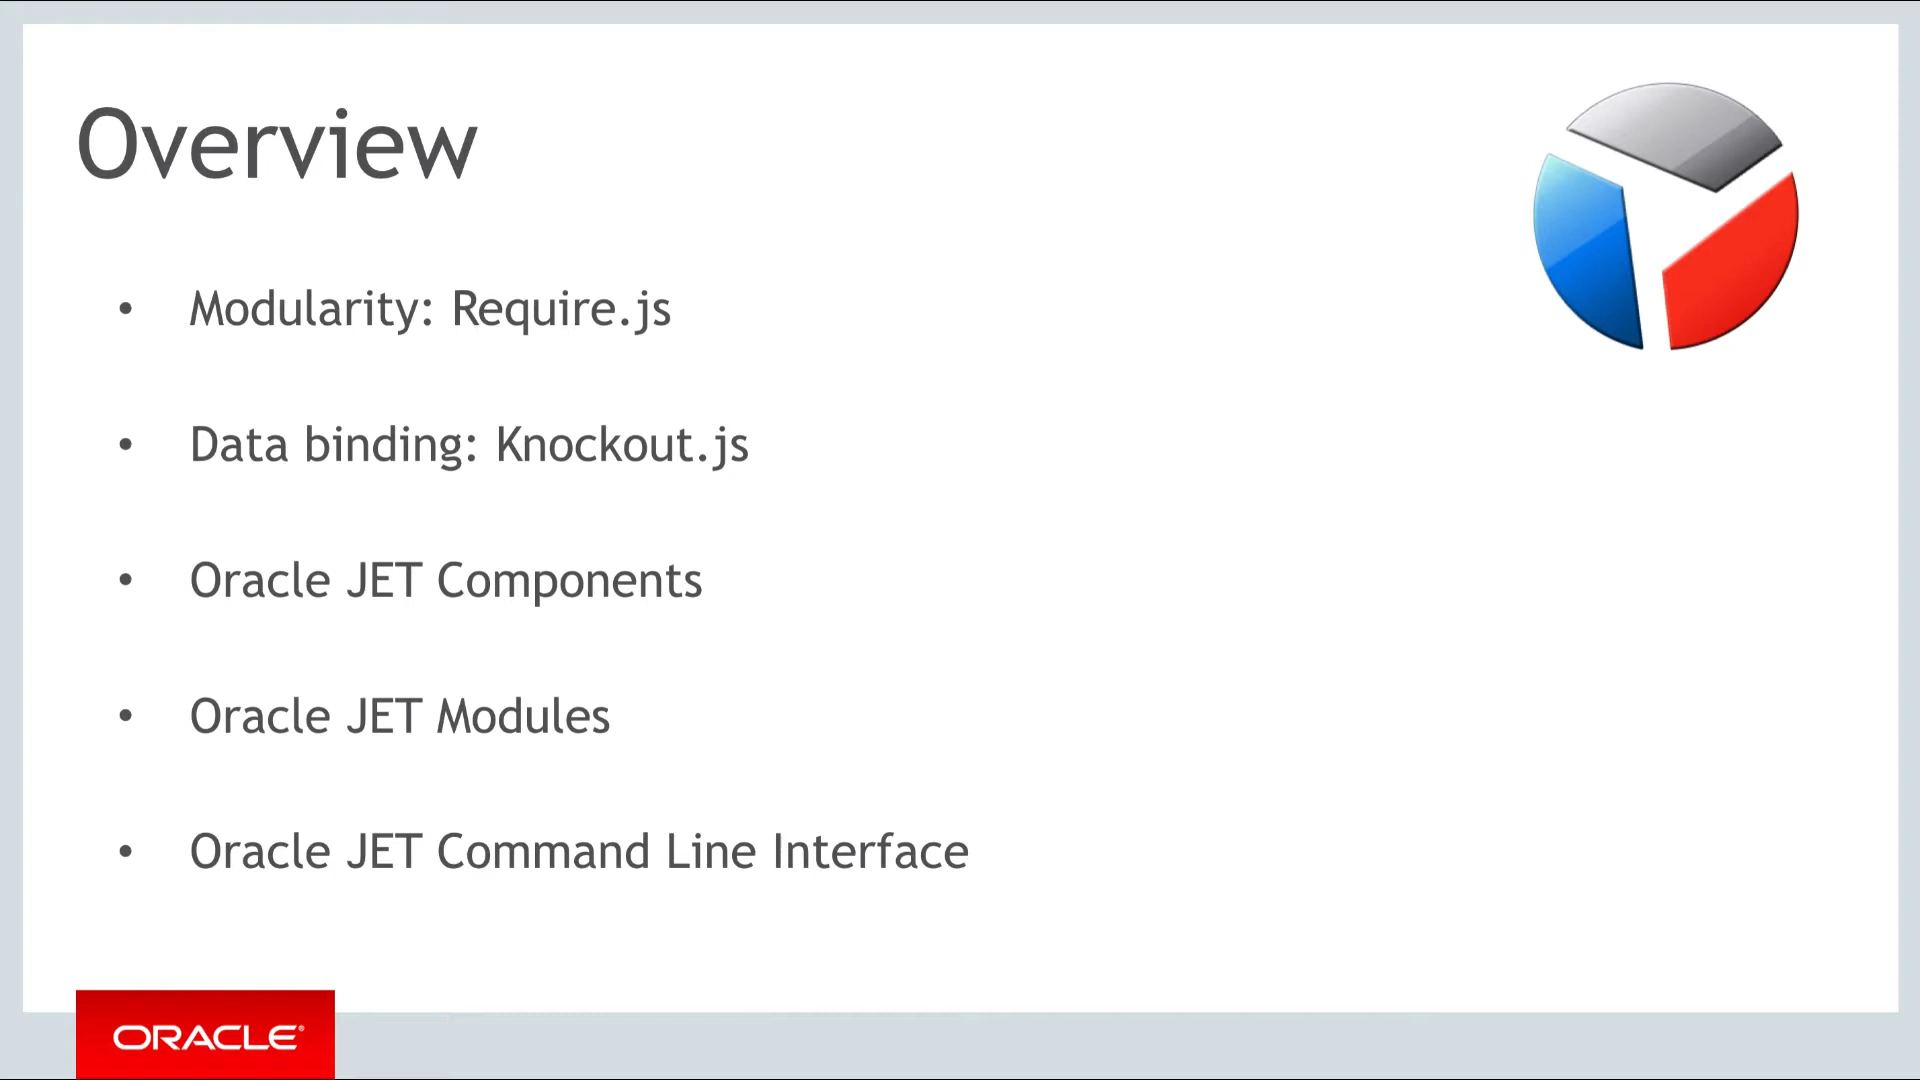 Overview
• Modularity: Require.js
• Data binding: Knockout.js
• Oracle JET Components
• Oracle JET Modules
• Oracle JET Command Line Interface
ORACLE®